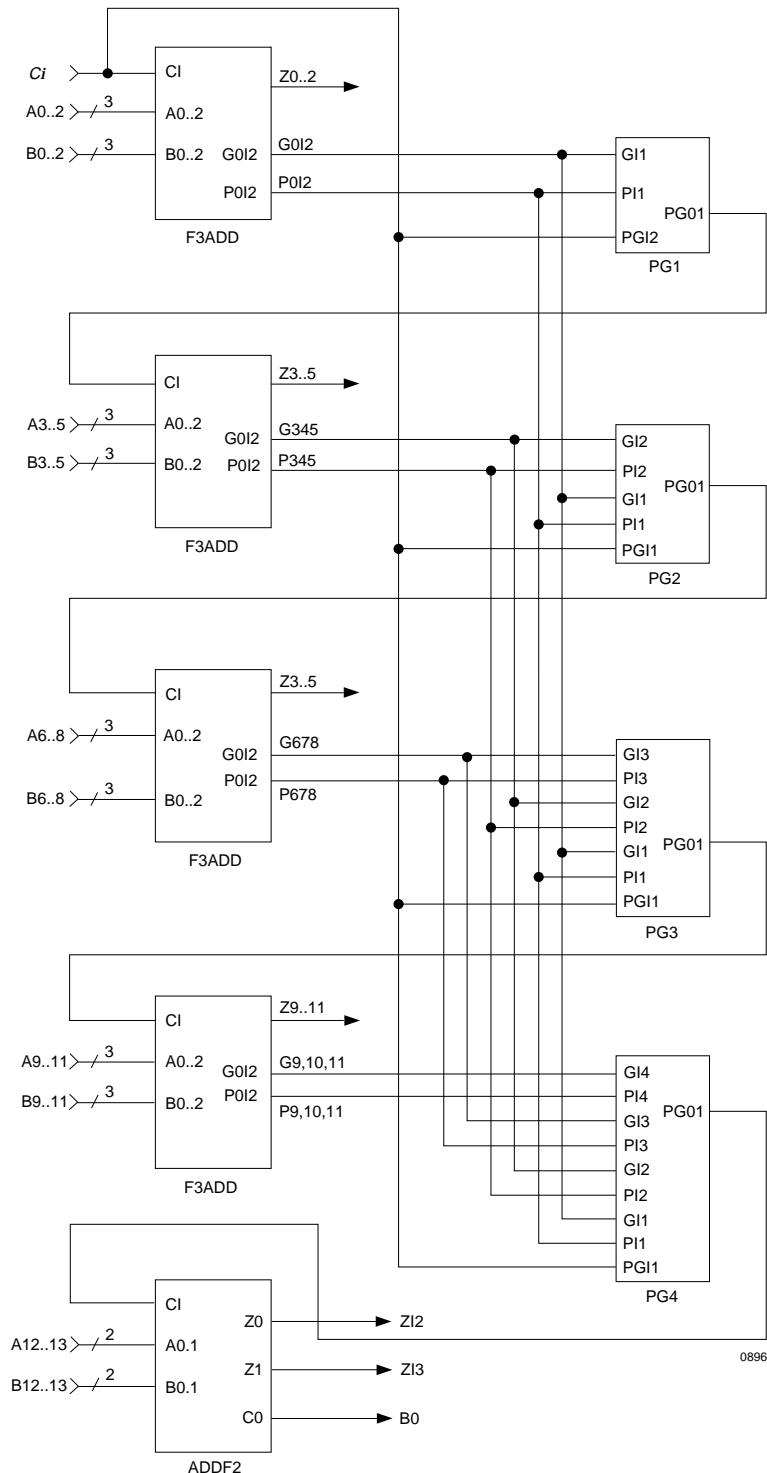 Ci
CI
Z0..2
A0..2
3
A0..2
B0..2
3
B0..2
G0I2
G0I2
P0I2
P0I2
F3ADD
GI1
PI1
PG01
PGI2
PG1
CI
Z3..5
A3..5
3
A0..2
G0I2
G345
B3..5
3
B0..2
P0I2
P345
F3ADD
GI2
PI2
PG01
GI1
PI1
PGI1
PG2
CI
Z3..5
A6..8
3
A0..2
G0I2
G678
P0I2
P678
B6..8
3
B0..2
F3ADD
GI3
PI3
GI2
PI2
PG01
GI1
PI1
PGI1
PG3
CI
Z9..11
A9..11
3
A0..2
G0I2
G9,10,11
B9..11
3
B0..2
P0I2
P9,10,11
F3ADD
GI4
PI4
PG01
GI3
PI3
GI2
PI2
GI1
PI1
PGI1
PG4
CI
Z0
ZI2
A12..13
2
A0.1
Z1
ZI3
B12..13
2
B0.1
C0
B0
ADDF2
0896